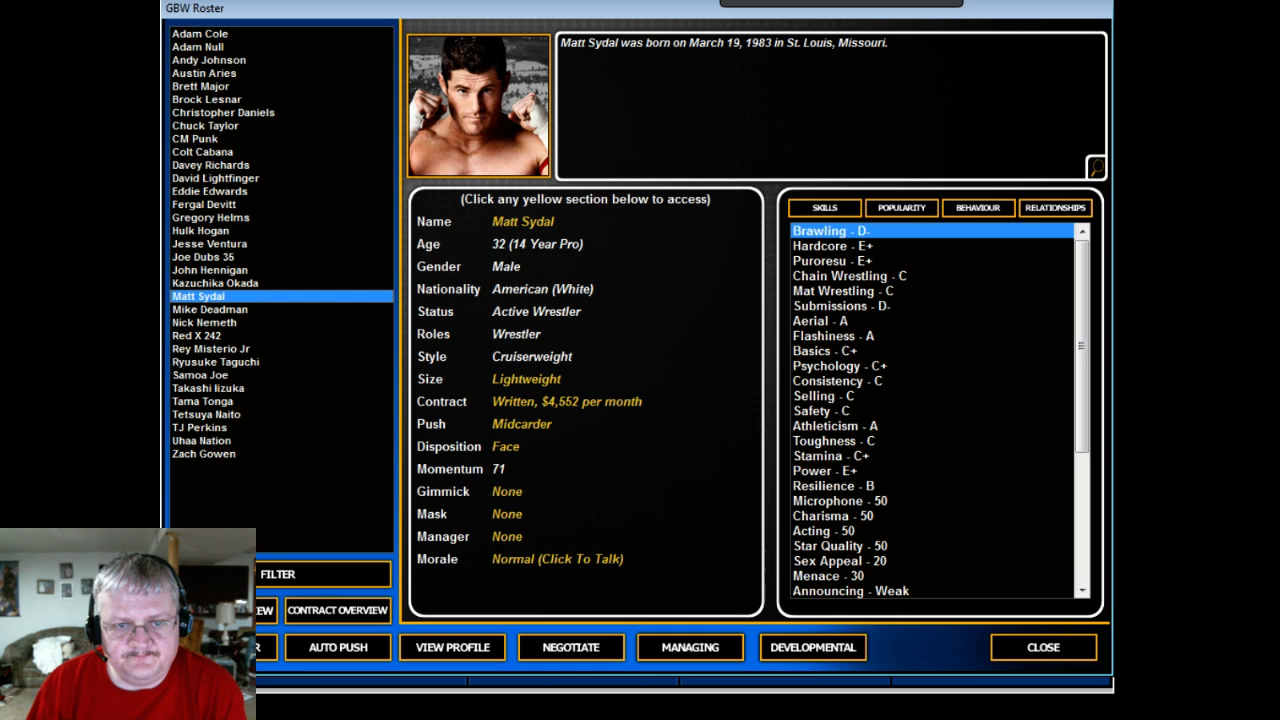 GBW Roster
Adam Cole
Adam Null
Andy Johnson
Austin Aries
Brett Major
Brock Lesnar
Christopher Daniels
Chuck Taylor
CM Punk
Colt Cabana
Davey Richards
David Lightfinger
Eddie Edwards
Fergal Devitt
Gregory Helms
Hulk Hogan
Jesse Ventura
Joe Dubs 35
John Hennigan
Kazuchika Okada
Matt Sydal
Mike Deadman
Nick Nemeth
Red X 242
Rey Misterio Jr
Ryusuke Taguchi
Samoa Joe
Takashi Iizuka
Tama Tonga
Tetsuya Naito
TJ Perkins
Uhaa Nation
Zach Gowen
Matt Sydal was born on March 19, 1983 in St. Louis, Missouri.
(Click any yellow section below to access)
Name Matt Sydal
Age 32 (14 Year Pro)
Gender Male
Nationality American (White)
Status Active Wrestler
Roles Wrestler
Style Cruiserweight
Size Lightweight
Contract Written, $4,552 per month
Push Midcarder
Disposition Face
Momentum 71
Gimmick None
Mask None
Manager None
Morale Normal (Click To Talk)
SKILLS POPULARITY BEHAVIOUR RELATIONSHIPS
Brawling - D-
Hardcore - E+
Puroresu - E+
Chain Wrestling - C
Mat Wrestling - C
Submissions - D-
Aerial - A
Flashiness - A
Basics - C+
Psychology - C+
Consistency - C
Selling - C
Safety - C
Athleticism - A
Toughness - C
Stamina - C+
Power - E+
Resilience - B
Microphone - 50
Charisma - 50
Acting - 50
Star Quality - 50
Sex Appeal - 20
Menace - 30
Announcing - Weak
FILTER
EW CONTRACT OVERVIEW
R AUTO PUSH VIEW PROFILE NEGOTIATE MANAGING DEVELOPMENTAL CLOSE